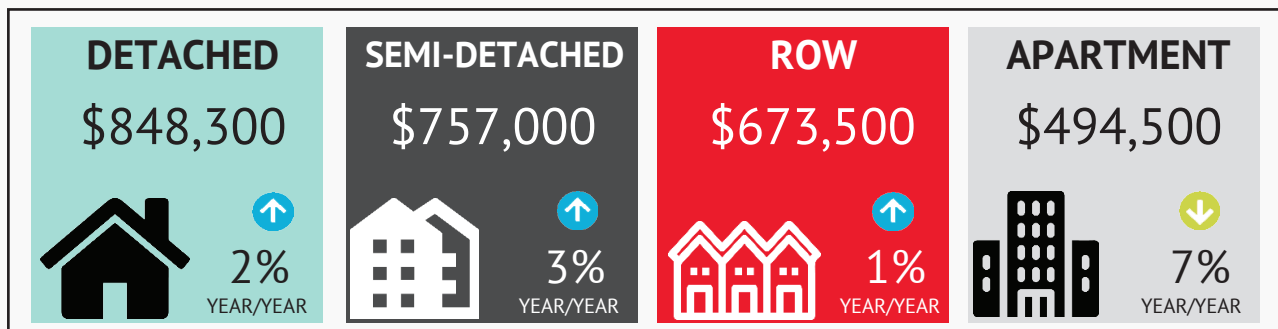 DETACHED
$848,300
2%
YEAR/YEAR
SEMI-DETACHED
$757,000
3%
YEAR/YEAR
ROW
$673,500
1%
YEAR/YEAR
APARTMENT
$494,500
7%
YEAR/YEAR